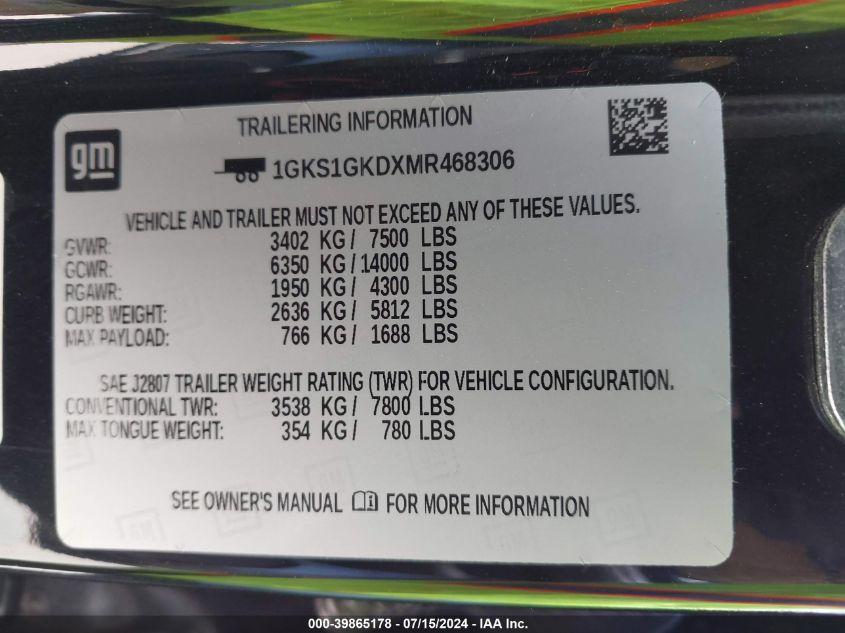 gm
TRAILERING INFORMATION
1GKS1GKDXMR468306
VEHICLE AND TRAILER MUST NOT EXCEED ANY OF THESE VALUES.
GVWR: 3402 KG / 7500 LBS
GCWR: 6350 KG / 14000 LBS
RGAWR: 1950 KG / 4300 LBS
CURB WEIGHT: 2636 KG / 5812 LBS
MAX PAYLOAD: 766 KG / 1688 LBS
SAE J2807 TRAILER WEIGHT RATING (TWR) FOR VEHICLE CONFIGURATION.
CONVENTIONAL TWR: 3538 KG / 7800 LBS
MAX TONGUE WEIGHT: 354 KG / 780 LBS
SEE OWNER'S MANUAL FOR MORE INFORMATION
000-39865178 - 07/15/2024 - IAA Inc.